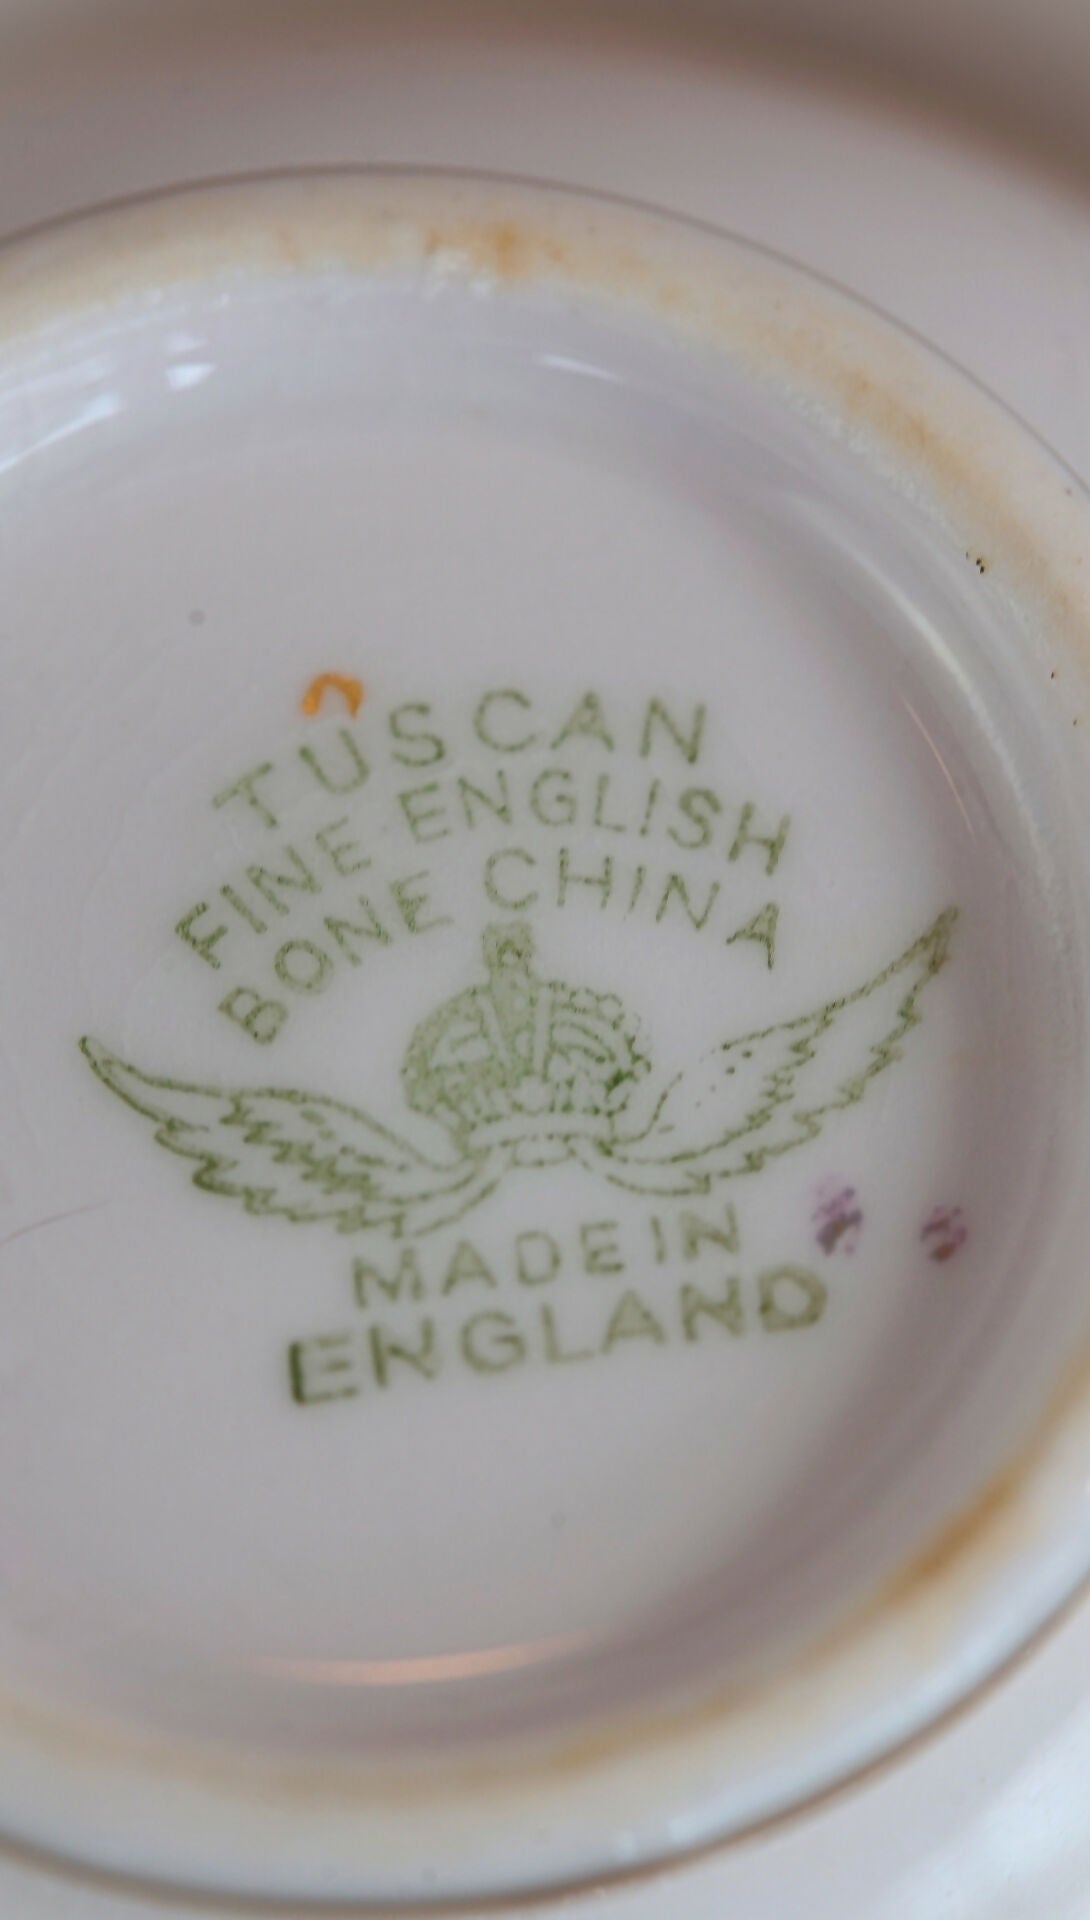 TUSCAN
FINE ENGLISH
BONE CHINA
MADE IN
ENGLAND